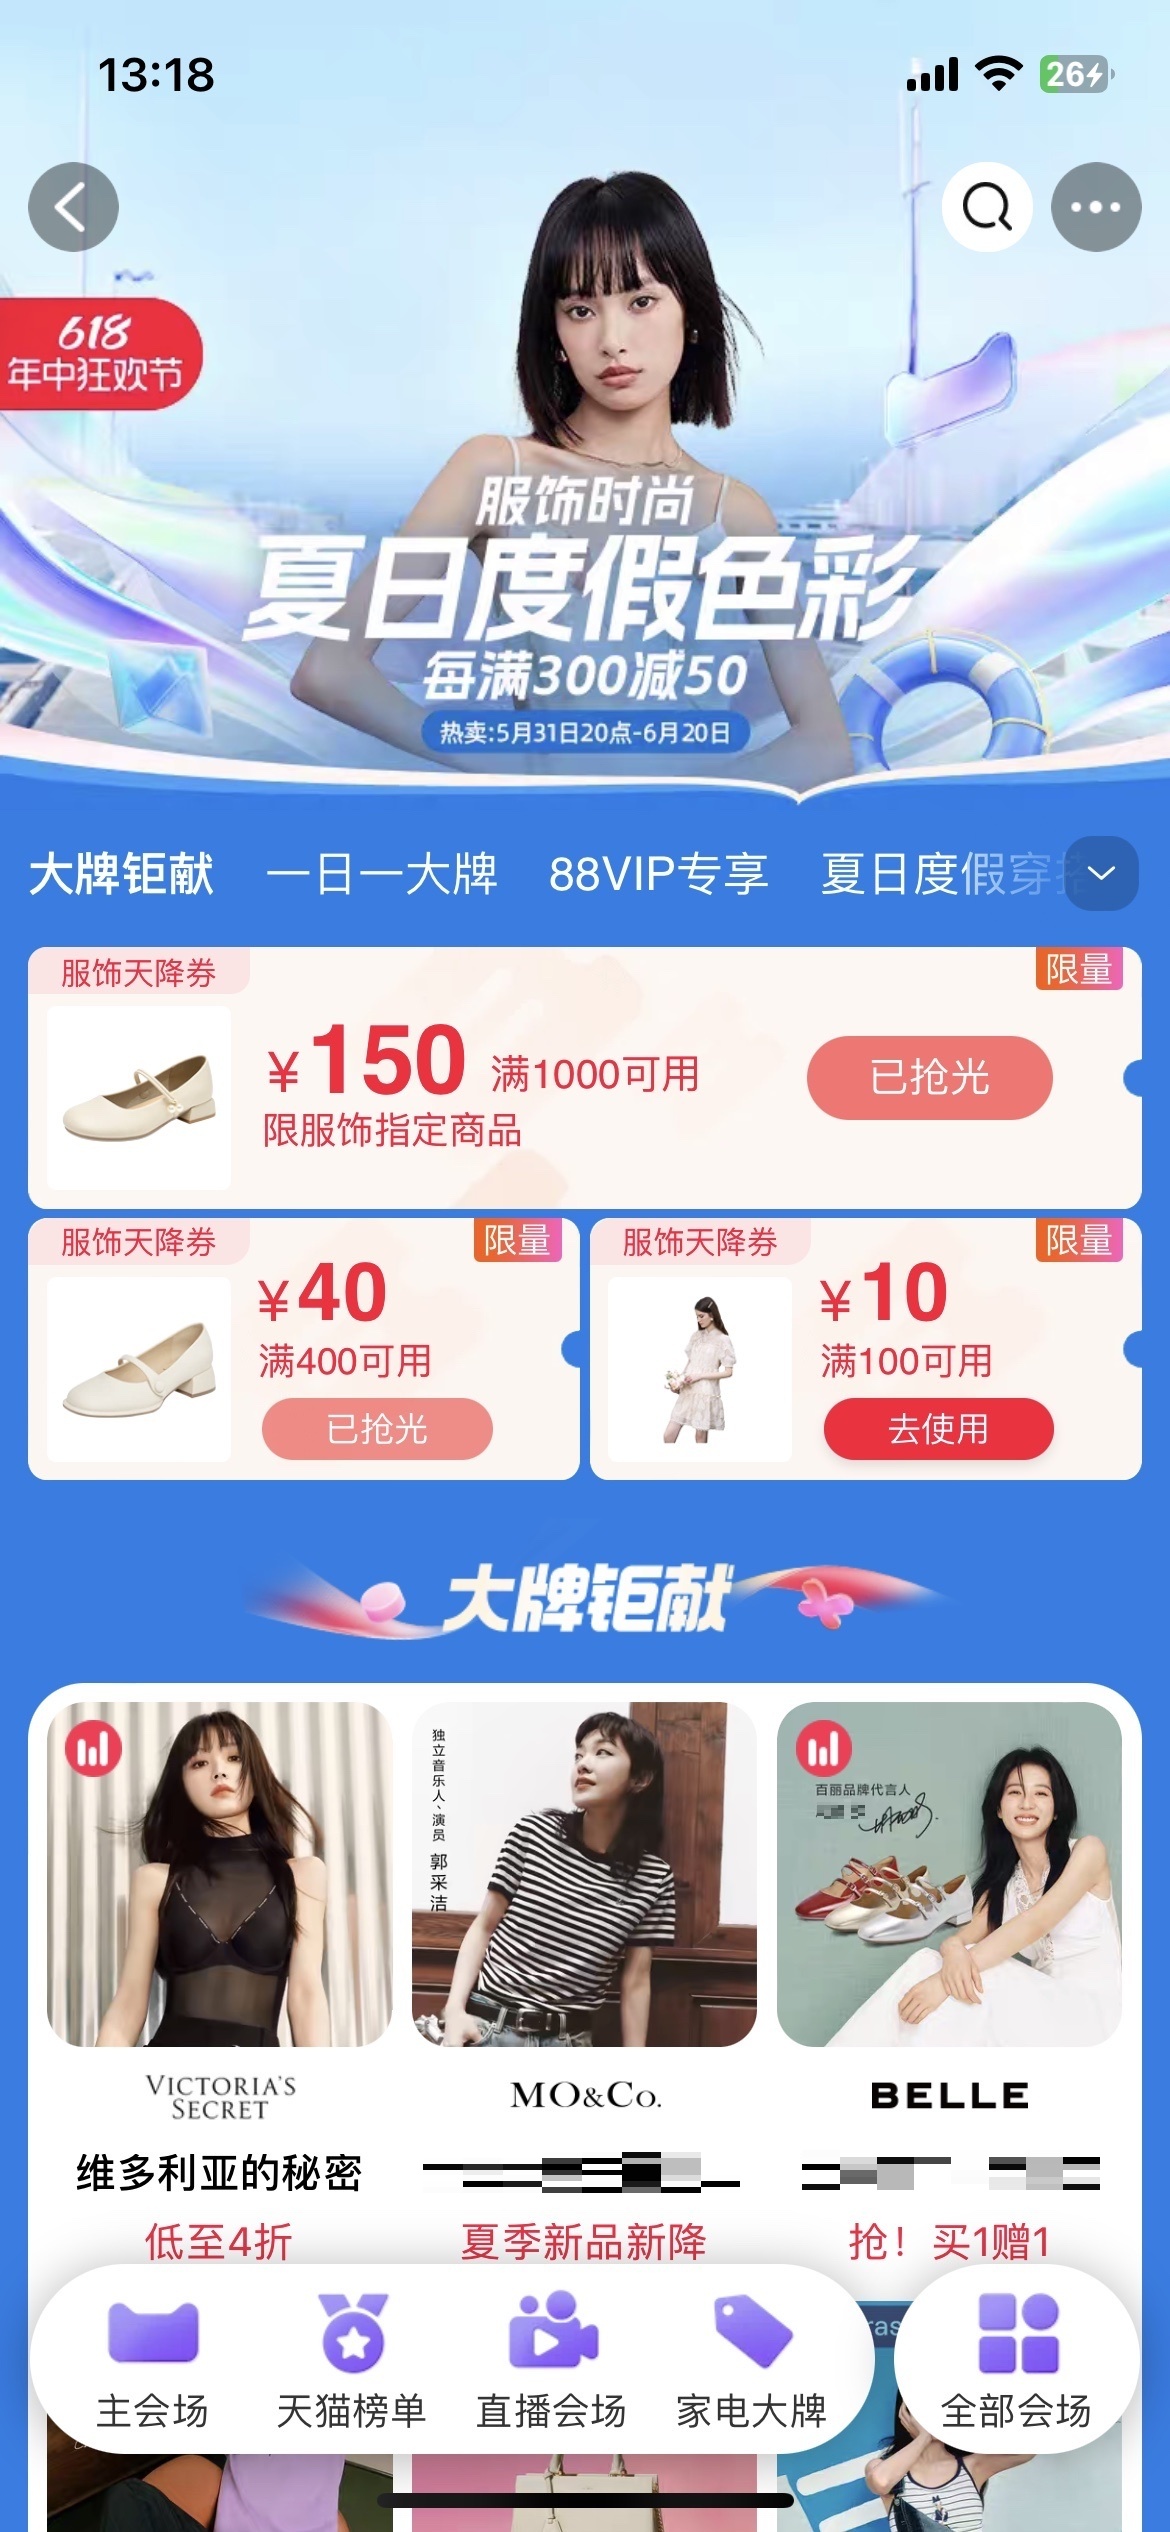 13:18
26
618
年中狂欢节
服饰时尚
夏日度假色彩
每满300减50
热卖:5月31日20点-6月20日
大牌钜献 一日一大牌 88VIP专享 夏日度假穿搭
服饰天降券
限量
¥150 满1000可用
限服饰指定商品
已抢光
服饰天降券
限量
¥40
满400可用
已抢光
服饰天降券
限量
¥10
满100可用
去使用
大牌钜献
独立音乐人、演员 郭采洁
百丽品牌代言人
VICTORIA'S
SECRET
MO&Co.
BELLE
维多利亚的秘密
低至4折
夏季新品新降
抢！买1赠1
主会场
天猫榜单
直播会场
家电大牌
全部会场